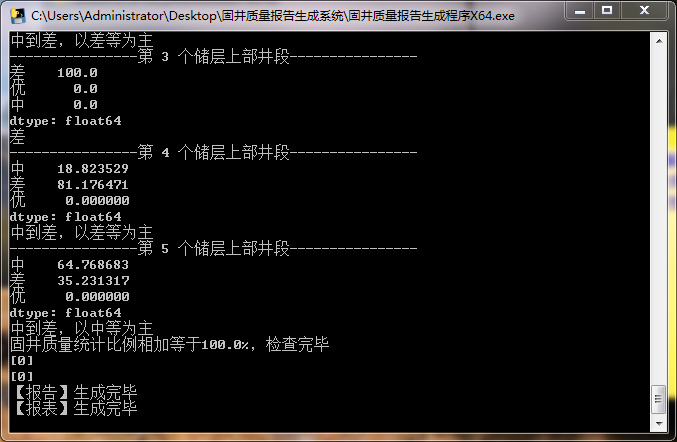 C:\Users\Administrator\Desktop\固井质量报告生成系统\固井质量报告生成程序X64.exe
中到差，以差等为主
----------------第 3 个储层上部井段----------------
差 100.0
优 0.0
中 0.0
dtype: float64
差
----------------第 4 个储层上部井段----------------
中 18.823529
差 81.176471
优 0.000000
dtype: float64
中到差，以差等为主
----------------第 5 个储层上部井段----------------
中 64.768683
差 35.231317
优 0.000000
dtype: float64
中到差，以中等为主
固井质量统计比例相加等于100.0%，检查完毕
[0]
[0]
【报告】生成完毕
【报表】生成完毕